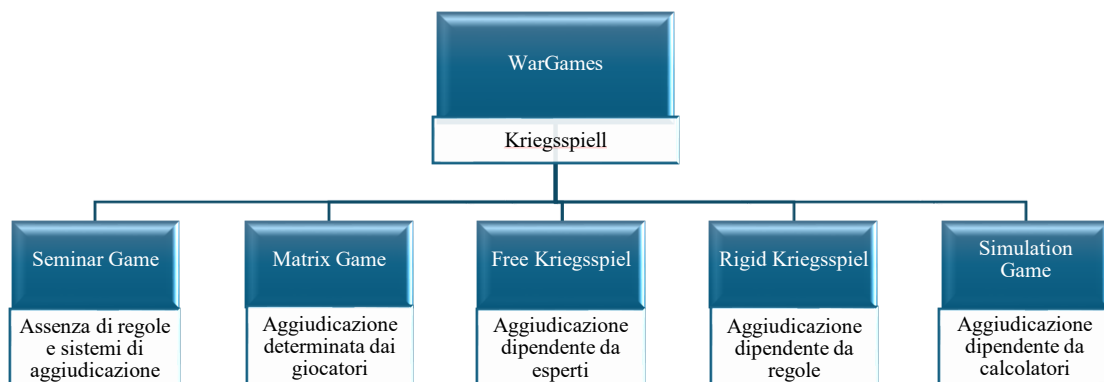 WarGames
Kriegsspiell
Seminar Game
Assenza di regole
e sistemi di
aggiudicazione
Matrix Game
Aggiudicazione
determinata dai
giocatori
Free Kriegsspiel
Aggiudicazione
dipendente da
esperti
Rigid Kriegsspiel
Aggiudicazione
dipendente da
regole
Simulation
Game
Aggiudicazione
dipendente da
calcolatori